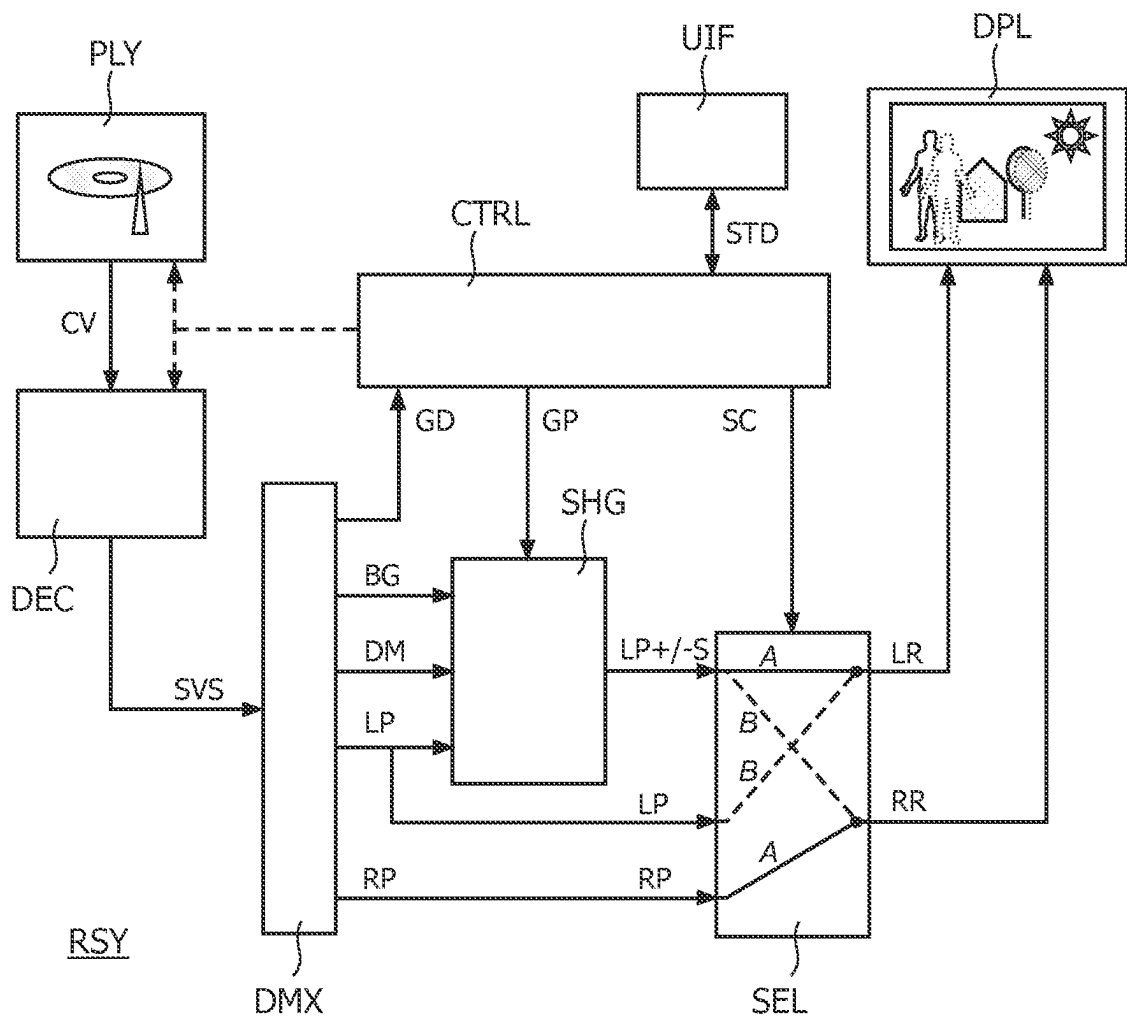 PLY
UIF
DPL
CTRL
STD
CV
GD
GP
SC
SHG
DEC
BG
DM
LP+/-S
A
LR
SVS
LP
B
B
LP
RR
A
RP
RP
RSY
DMX
SEL